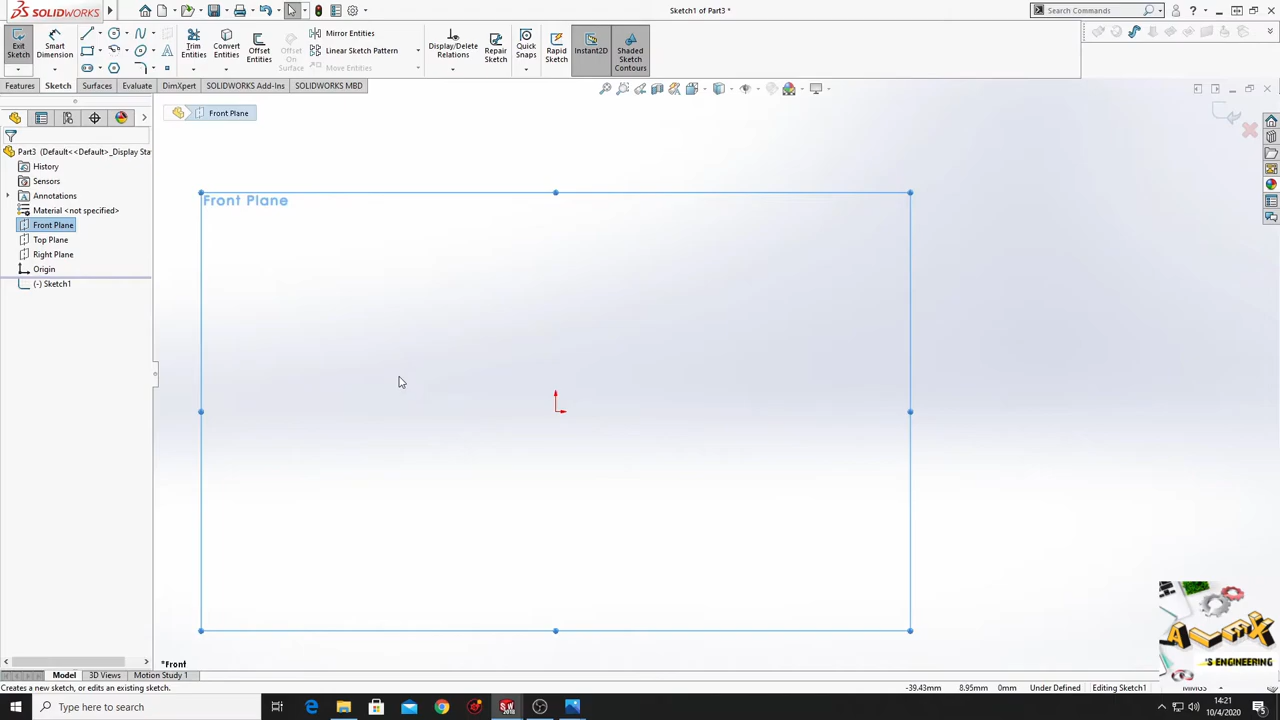 SOLIDWORKS
Sketch1 of Part3 *
Search Commands
Exit Sketch
Smart Dimension
Trim Entities
Convert Entities
Offset Entities
Offset On Surface
Mirror Entities
Linear Sketch Pattern
Move Entities
Display/Delete Relations
Repair Sketch
Quick Snaps
Rapid Sketch
Instant2D
Shaded Sketch Contours
Features Sketch Surfaces Evaluate DimXpert SOLIDWORKS Add-Ins SOLIDWORKS MBD
Front Plane
Part3 (Default<<Default>_Display Sta
History
Sensors
Annotations
Material <not specified>
Front Plane
Top Plane
Right Plane
Origin
(-) Sketch1
Front Plane
*Front
ALMX
'S ENGINEERING
Model 3D Views Motion Study 1
Creates a new sketch, or edits an existing sketch.
-39.43mm 8.95mm 0mm Under Defined Editing Sketch1
Type here to search
14:21
10/4/2020